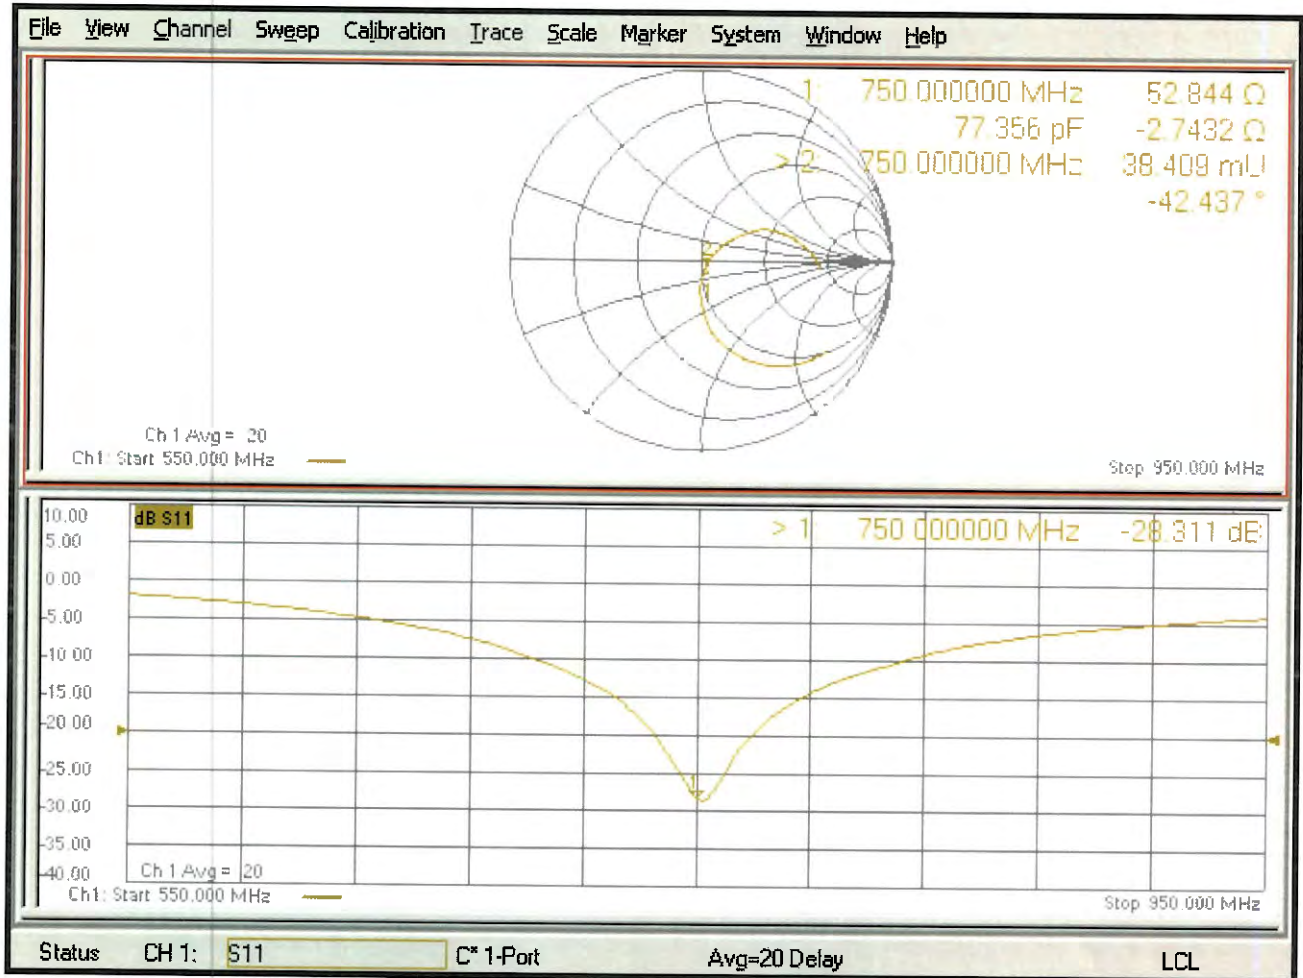 File View Channel Sweep Calibration Trace Scale Marker System Window Help
1: 750.000000 MHz 52.844 Ω
77.356 pF -2.7432 Ω
> 2: 750.000000 MHz 38.409 mU
-42.437 °
Ch 1 Avg = 20
Ch1: Start 550.000 MHz
Stop 950.000 MHz
10.00
dB S11
> 1: 750.000000 MHz -28.311 dB
5.00
0.00
-5.00
-10.00
-15.00
-20.00
-25.00
1
-30.00
-35.00
-40.00
Ch 1 Avg = 20
Ch1: Start 550.000 MHz
Stop 950.000 MHz
Status CH 1: S11 C* 1-Port Avg=20 Delay LCL